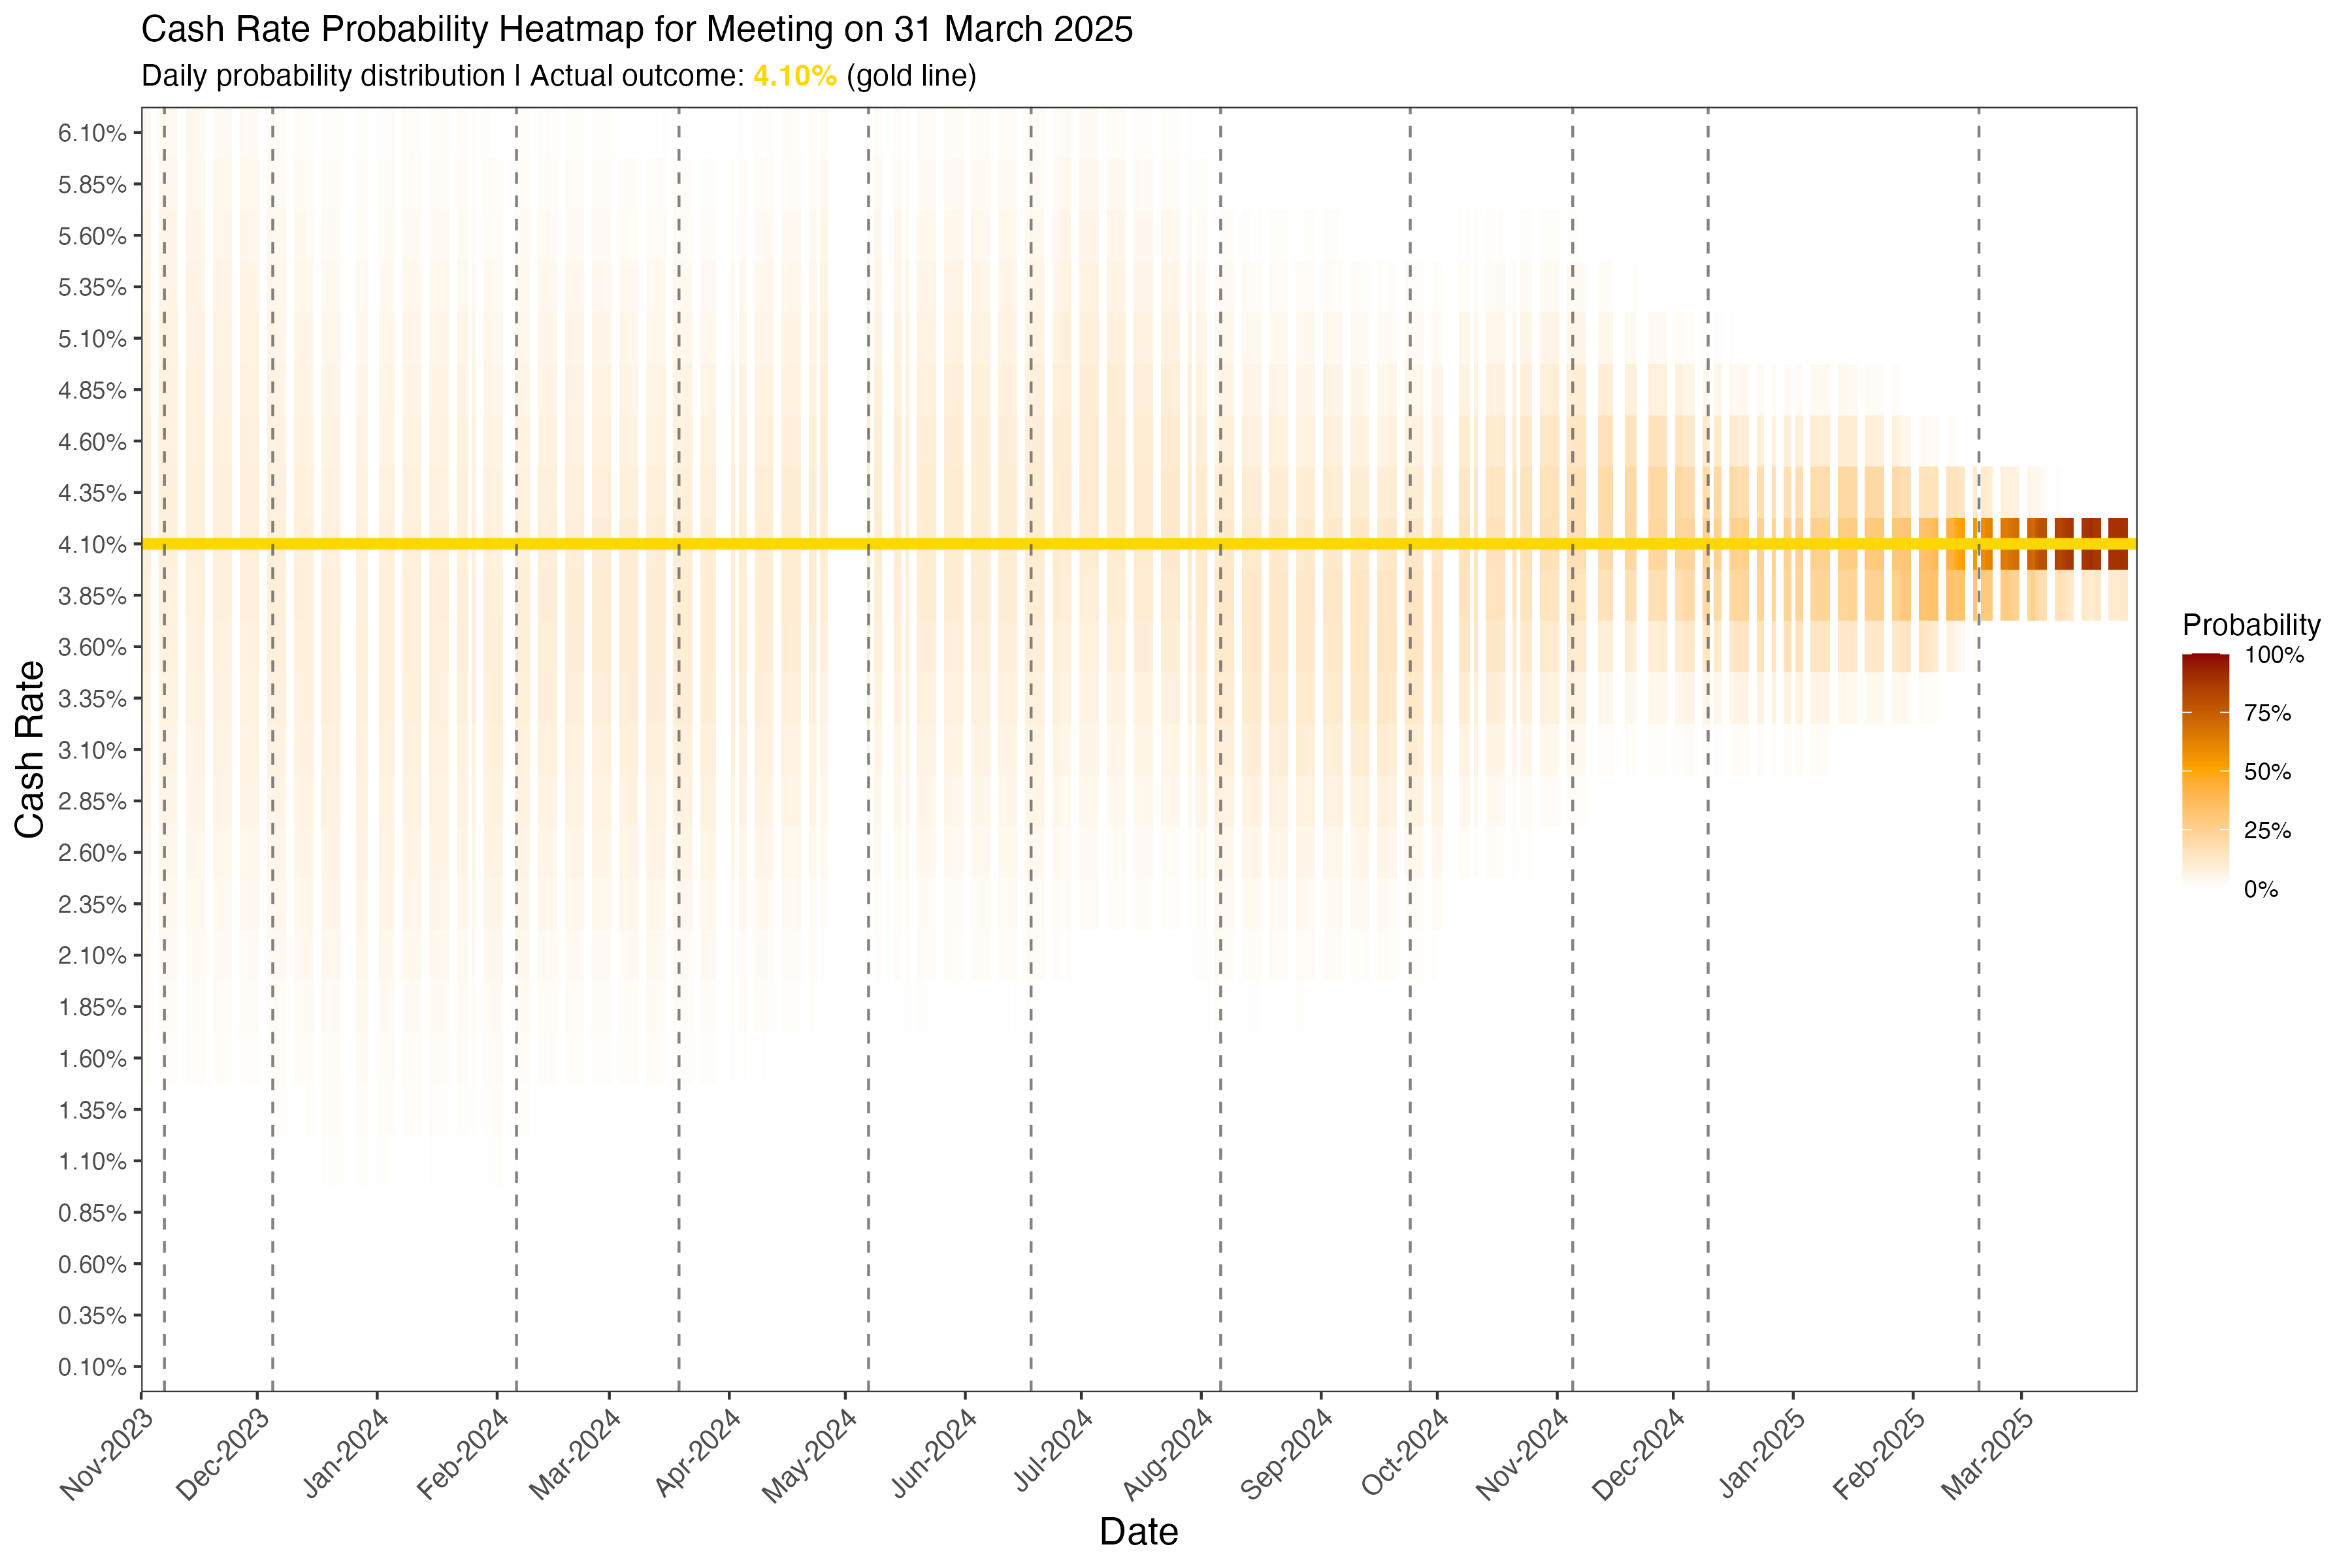 Cash Rate Probability Heatmap for Meeting on 31 March 2025
Daily probability distribution | Actual outcome: 4.10% (gold line)
Cash Rate
6.10%
5.85%
5.60%
5.35%
5.10%
4.85%
4.60%
4.35%
4.10%
3.85%
3.60%
3.35%
3.10%
2.85%
2.60%
2.35%
2.10%
1.85%
1.60%
1.35%
1.10%
0.85%
0.60%
0.35%
0.10%
Nov-2023
Dec-2023
Jan-2024
Feb-2024
Mar-2024
Apr-2024
May-2024
Jun-2024
Jul-2024
Aug-2024
Sep-2024
Oct-2024
Nov-2024
Dec-2024
Jan-2025
Feb-2025
Mar-2025
Date
Probability
100%
75%
50%
25%
0%